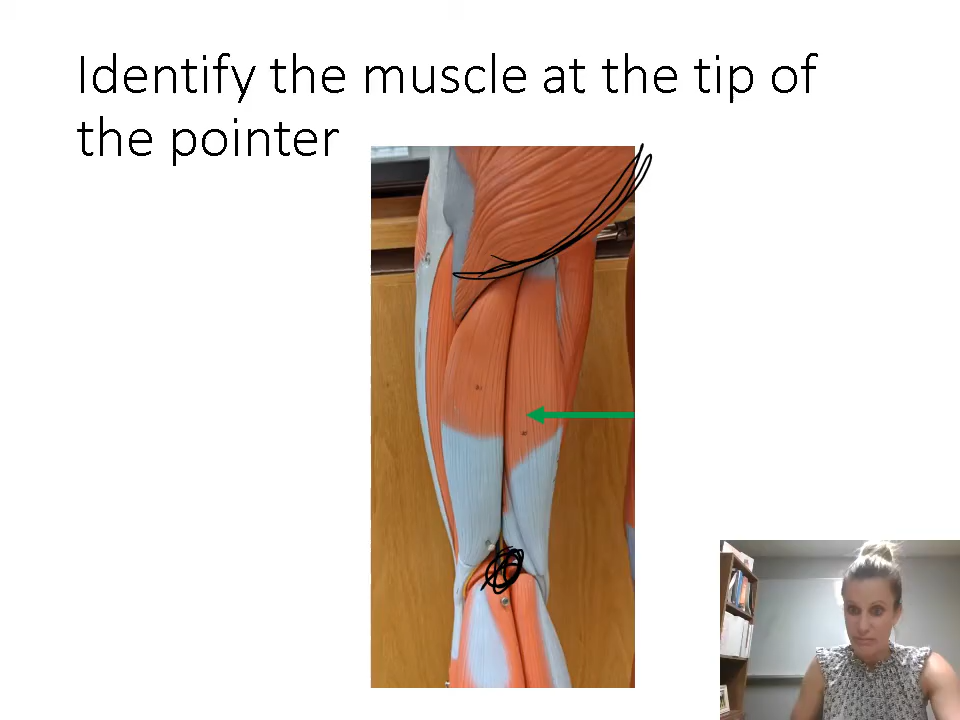 Identify the muscle at the tip of
the pointer